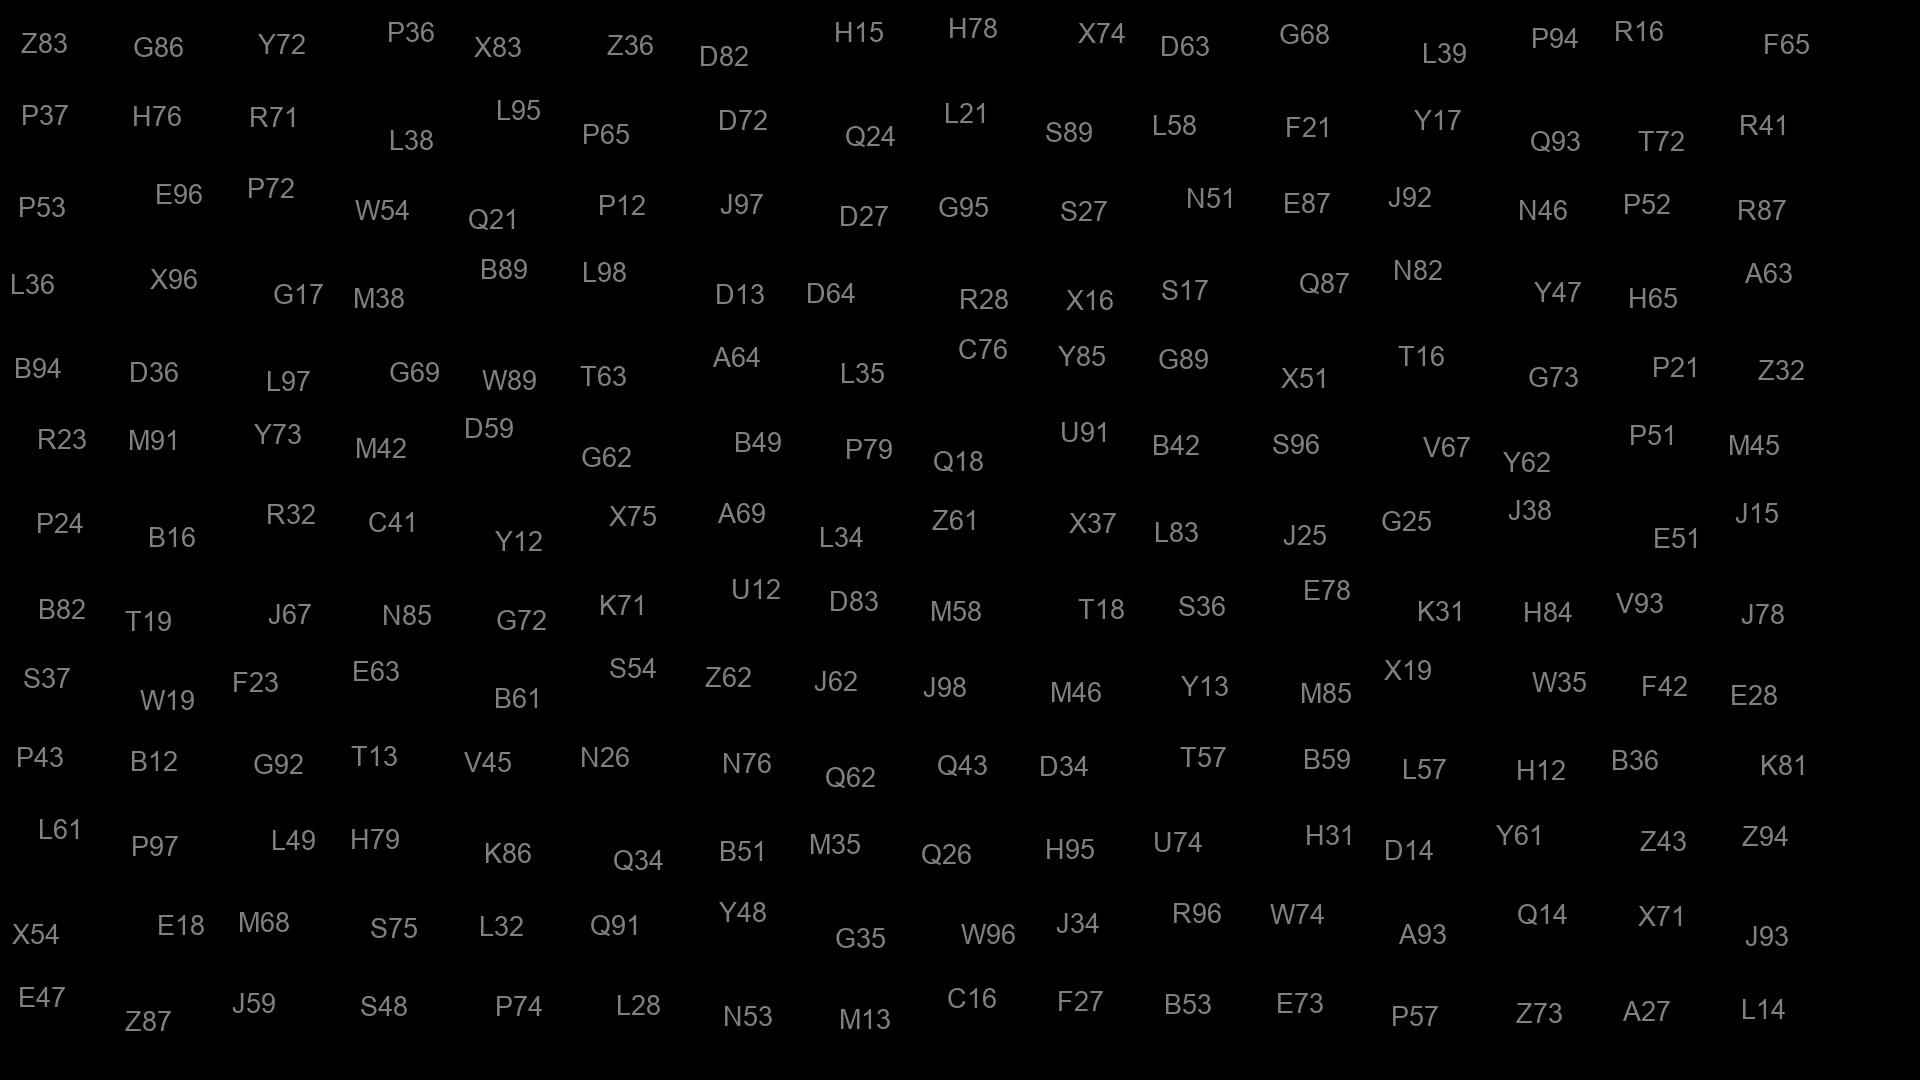 Z83 G86 Y72 P36 X83 Z36 D82 H15 H78 X74 D63 G68 L39 P94 R16 F65
P37 H76 R71 L38 L95 P65 D72 Q24 L21 S89 L58 F21 Y17 Q93 T72 R41
P53 E96 P72 W54 Q21 P12 J97 D27 G95 S27 N51 E87 J92 N46 P52 R87
L36 X96 G17 M38 B89 L98 D13 D64 R28 X16 S17 Q87 N82 Y47 H65 A63
B94 D36 L97 G69 W89 T63 A64 L35 C76 Y85 G89 X51 T16 G73 P21 Z32
R23 M91 Y73 M42 D59 G62 B49 P79 Q18 U91 B42 S96 V67 Y62 P51 M45
P24 B16 R32 C41 Y12 X75 A69 L34 Z61 X37 L83 J25 G25 J38 E51 J15
B82 T19 J67 N85 G72 K71 U12 D83 M58 T18 S36 E78 K31 H84 V93 J78
S37 W19 F23 E63 B61 S54 Z62 J62 J98 M46 Y13 M85 X19 W35 F42 E28
P43 B12 G92 T13 V45 N26 N76 Q62 Q43 D34 T57 B59 L57 H12 B36 K81
L61 P97 L49 H79 K86 Q34 B51 M35 Q26 H95 U74 H31 D14 Y61 Z43 Z94
X54 E18 M68 S75 L32 Q91 Y48 G35 W96 J34 R96 W74 A93 Q14 X71 J93
E47 Z87 J59 S48 P74 L28 N53 M13 C16 F27 B53 E73 P57 Z73 A27 L14